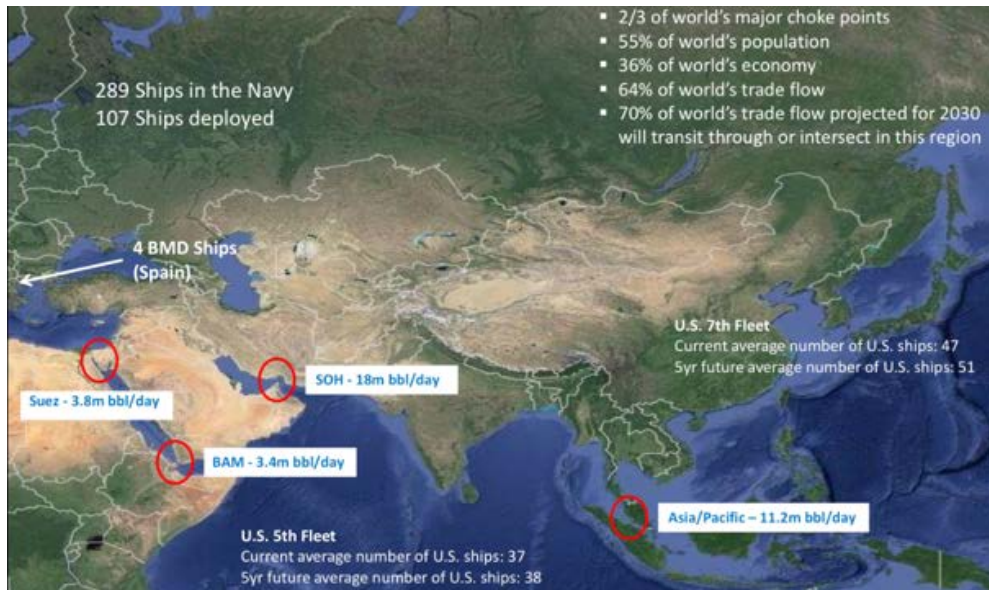 ▪ 2/3 of world's major choke points
▪ 55% of world's population
▪ 36% of world's economy
▪ 64% of world's trade flow
▪ 70% of world's trade flow projected for 2030
will transit through or intersect in this region
289 Ships in the Navy
107 Ships deployed
4 BMD Ships
(Spain)
U.S. 7th Fleet
Current average number of U.S. ships: 47
5yr future average number of U.S. ships: 51
SOH - 18m bbl/day
Suez - 3.8m bbl/day
BAM - 3.4m bbl/day
Asia/Pacific – 11.2m bbl/day
U.S. 5th Fleet
Current average number of U.S. ships: 37
5yr future average number of U.S. ships: 38